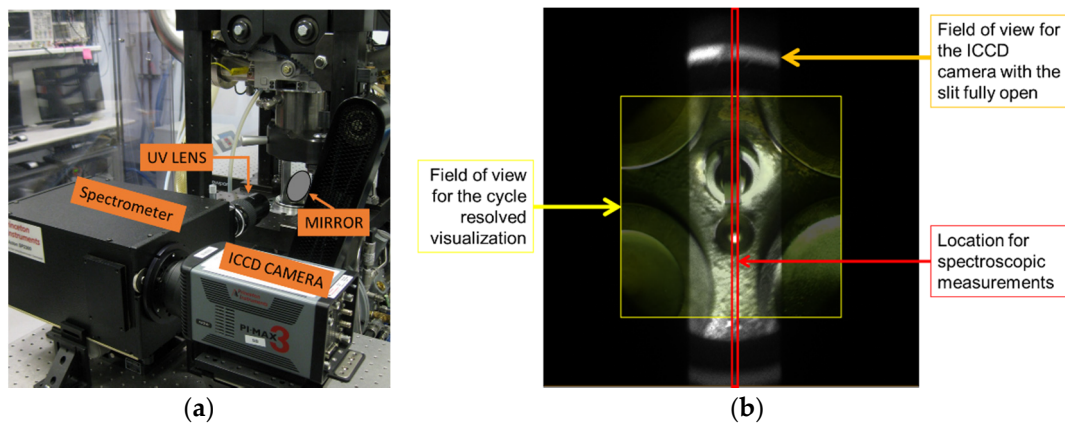 UV LENS
Spectrometer
MIRROR
ICCD CAMERA
PI-MAX
3
Field of view for
the ICCD
camera with the
slit fully open
Field of view
for the cycle
resolved
visualization
Location for
spectroscopic
measurements
(a)
(b)